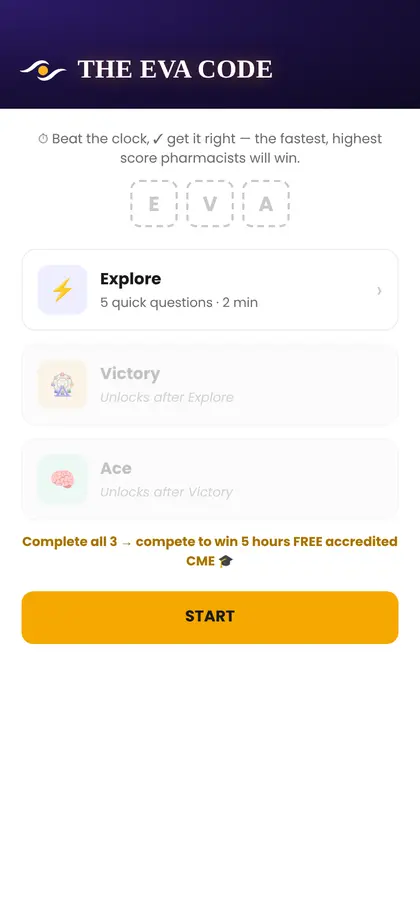 THE EVA CODE
⏱ Beat the clock, ✓ get it right — the fastest, highest
score pharmacists will win.
E V A
Explore
5 quick questions · 2 min
Victory
Unlocks after Explore
Ace
Unlocks after Victory
Complete all 3 → compete to win 5 hours FREE accredited
CME 🎓
START